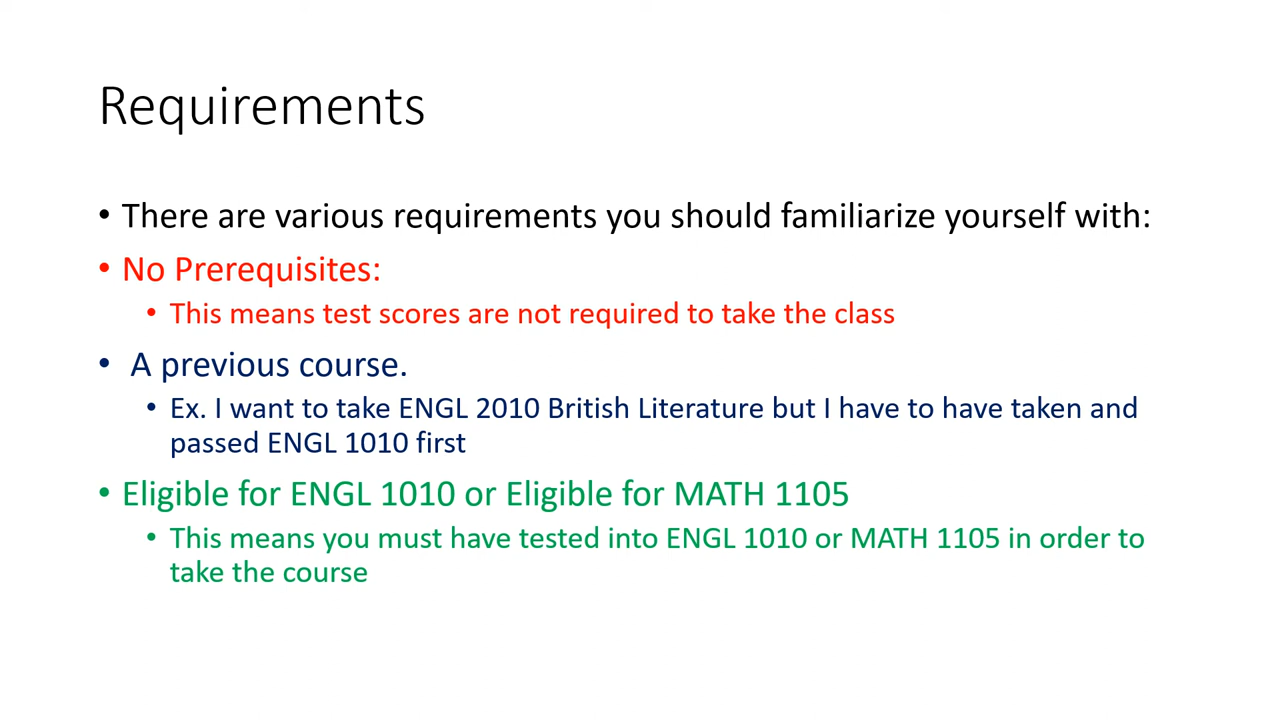 Requirements
• There are various requirements you should familiarize yourself with:
• No Prerequisites:
• This means test scores are not required to take the class
• A previous course.
• Ex. I want to take ENGL 2010 British Literature but I have to have taken and
passed ENGL 1010 first
• Eligible for ENGL 1010 or Eligible for MATH 1105
• This means you must have tested into ENGL 1010 or MATH 1105 in order to
take the course